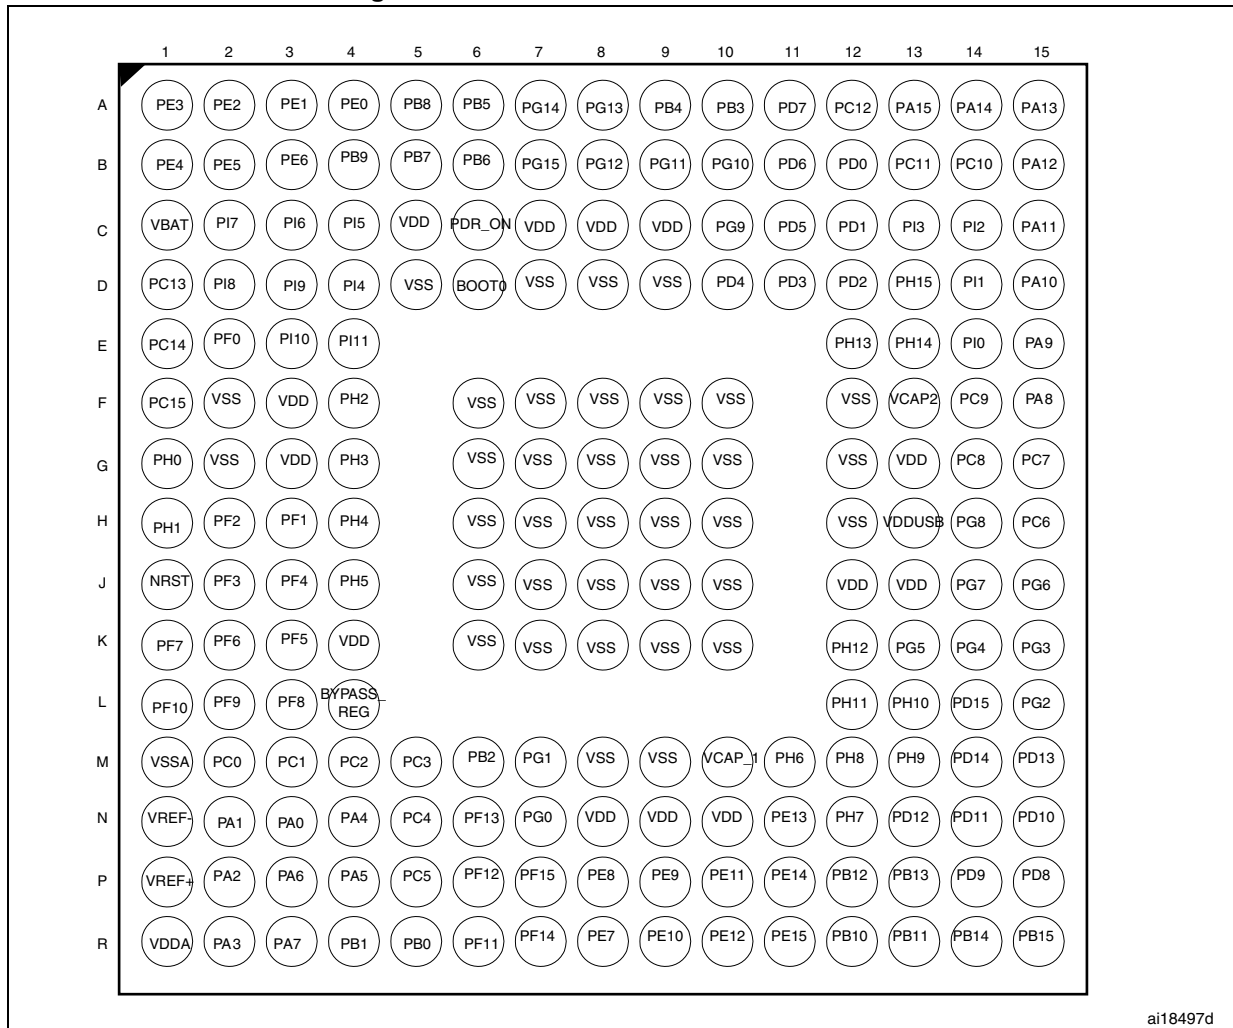 1 2 3 4 5 6 7 8 9 10 11 12 13 14 15
A PE3 PE2 PE1 PE0 PB8 PB5 PG14 PG13 PB4 PB3 PD7 PC12 PA15 PA14 PA13
B PE4 PE5 PE6 PB9 PB7 PB6 PG15 PG12 PG11 PG10 PD6 PD0 PC11 PC10 PA12
C VBAT PI7 PI6 PI5 VDD PDR_ON VDD VDD VDD PG9 PD5 PD1 PI3 PI2 PA11
D PC13 PI8 PI9 PI4 VSS BOOT0 VSS VSS VSS PD4 PD3 PD2 PH15 PI1 PA10
E PC14 PF0 PI10 PI11 PH13 PH14 PI0 PA9
F PC15 VSS VDD PH2 VSS VSS VSS VSS VSS VSS VCAP2 PC9 PA8
G PH0 VSS VDD PH3 VSS VSS VSS VSS VSS VSS VDD PC8 PC7
H PH1 PF2 PF1 PH4 VSS VSS VSS VSS VSS VSS VDDUSB PG8 PC6
J NRST PF3 PF4 PH5 VSS VSS VSS VSS VSS VDD VDD PG7 PG6
K PF7 PF6 PF5 VDD VSS VSS VSS VSS VSS PH12 PG5 PG4 PG3
L PF10 PF9 PF8 BYPASS_ REG PH11 PH10 PD15 PG2
M VSSA PC0 PC1 PC2 PC3 PB2 PG1 VSS VSS VCAP_1 PH6 PH8 PH9 PD14 PD13
N VREF- PA1 PA0 PA4 PC4 PF13 PG0 VDD VDD VDD PE13 PH7 PD12 PD11 PD10
P VREF+ PA2 PA6 PA5 PC5 PF12 PF15 PE8 PE9 PE11 PE14 PB12 PB13 PD9 PD8
R VDDA PA3 PA7 PB1 PB0 PF11 PF14 PE7 PE10 PE12 PE15 PB10 PB11 PB14 PB15
ai18497d